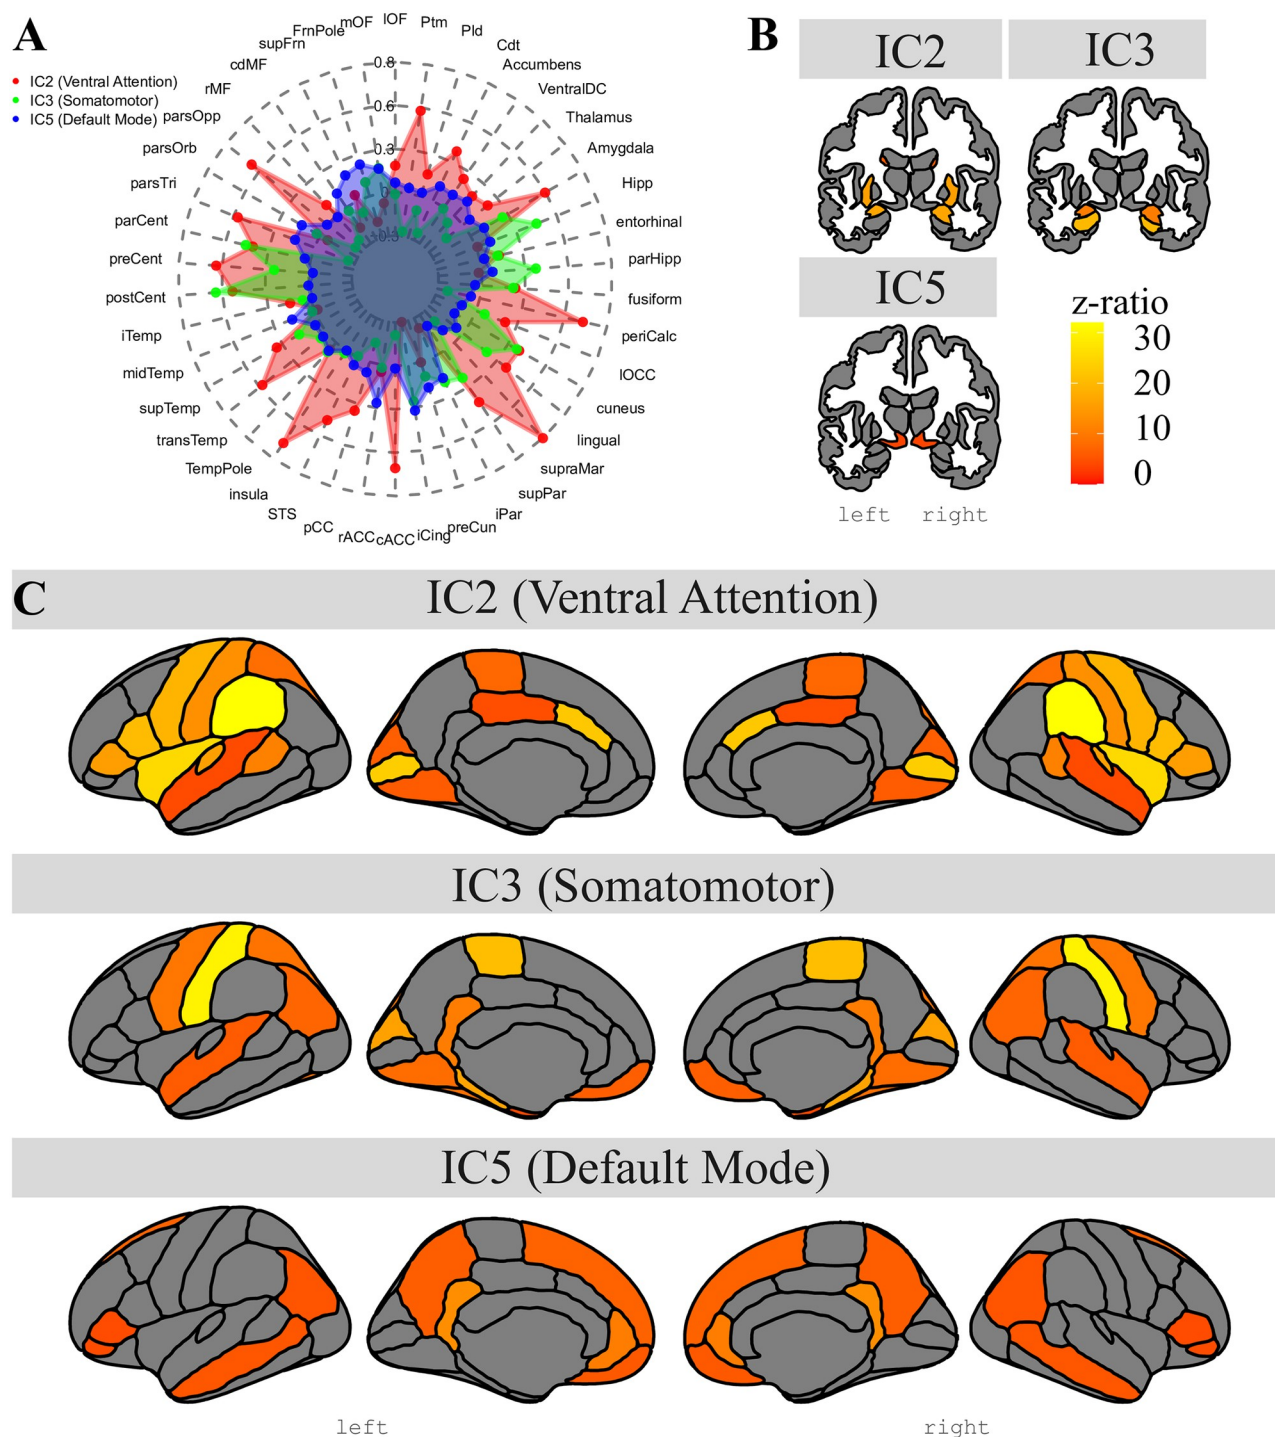 A
IC2 (Ventral Attention)
IC3 (Somatomotor)
IC5 (Default Mode)
lOF
Ptm
Pld
Cdt
Accumbens
VentralDC
Thalamus
Amygdala
Hipp
entorhinal
parHipp
fusiform
periCalc
lOCC
cuneus
lingual
supraMar
supPar
iPar
preCun
iCing
cACC
rACC
pCC
STS
insula
TempPole
transTemp
supTemp
midTemp
iTemp
postCent
preCent
parCent
parsTri
parsOrb
parsOpp
rMF
cdMF
supFrn
FrnPole
mOF
0.8
0.6
0.3
0
-0.3
B
IC2
IC3
IC5
z-ratio
30
20
10
0
left right
C
IC2 (Ventral Attention)
IC3 (Somatomotor)
IC5 (Default Mode)
left right